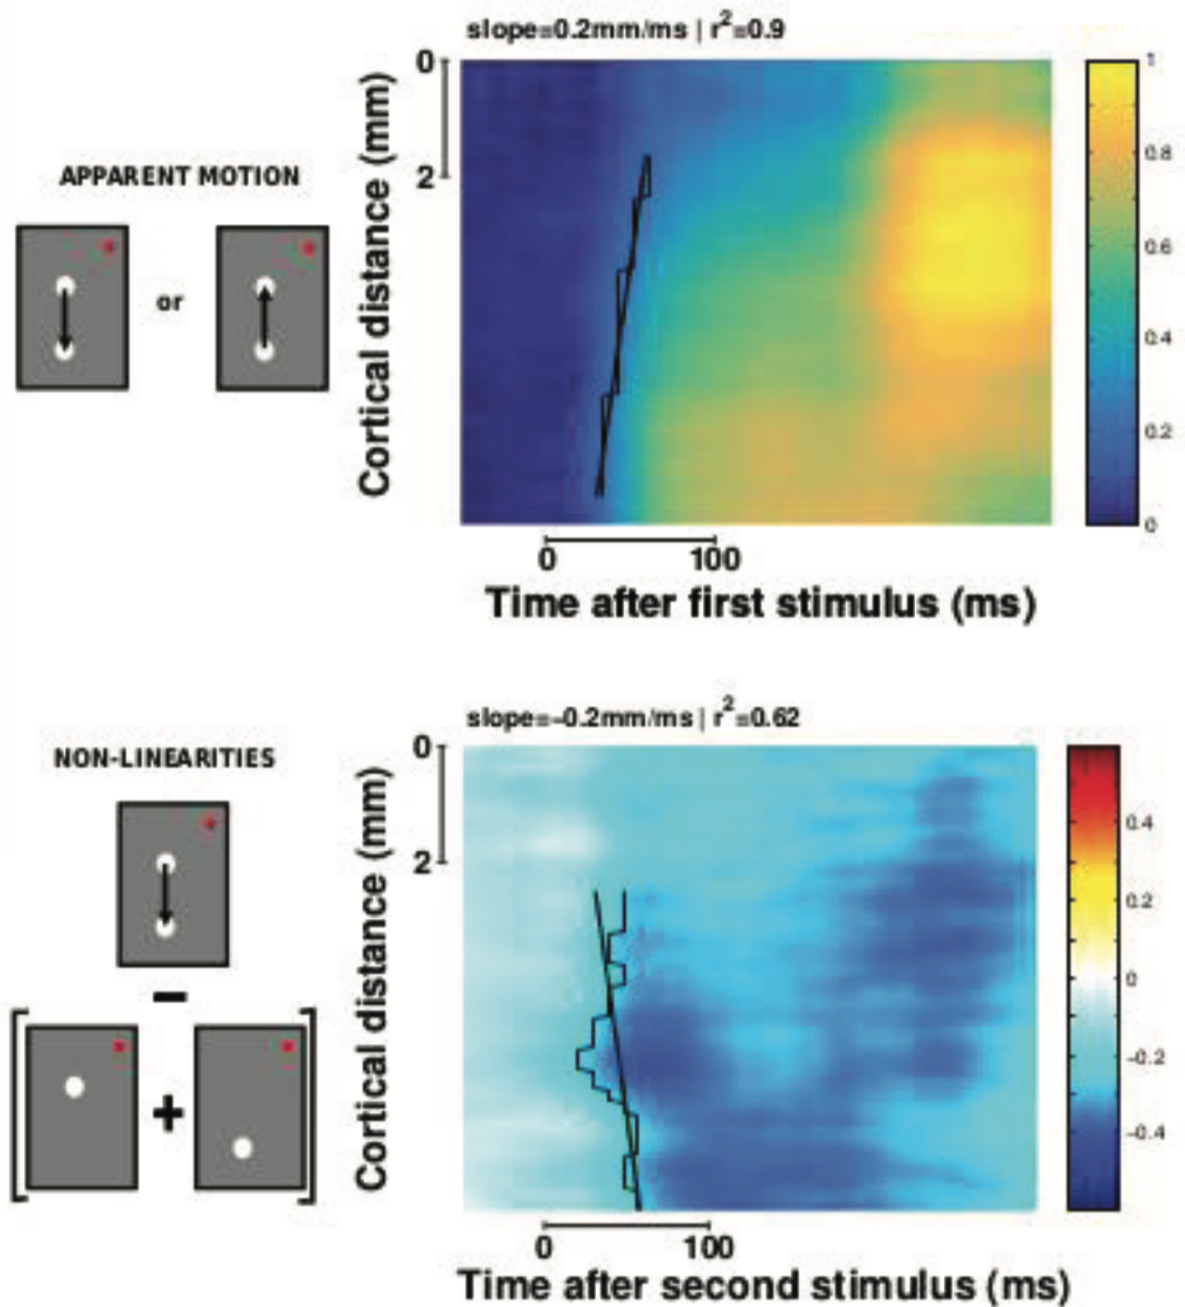 slope=0.2mm/ms | r²=0.9
APPARENT MOTION
or
Cortical distance (mm)
0
2
0
100
Time after first stimulus (ms)
1
0.8
0.6
0.4
0.2
0
slope=-0.2mm/ms | r²=0.62
NON-LINEARITIES
−
[
+
]
Cortical distance (mm)
0
2
0
100
Time after second stimulus (ms)
0.4
0.2
0
-0.2
-0.4